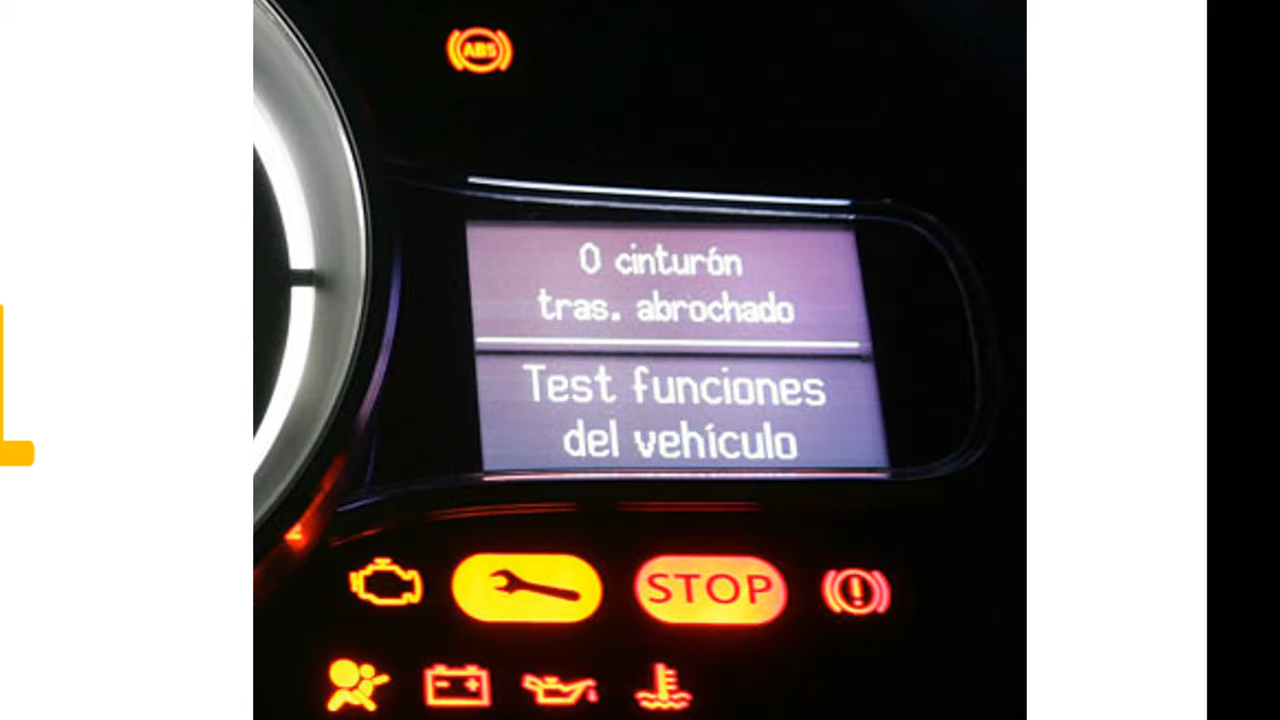 ABS
0 cinturón
tras. abrochado
Test funciones
del vehículo
STOP